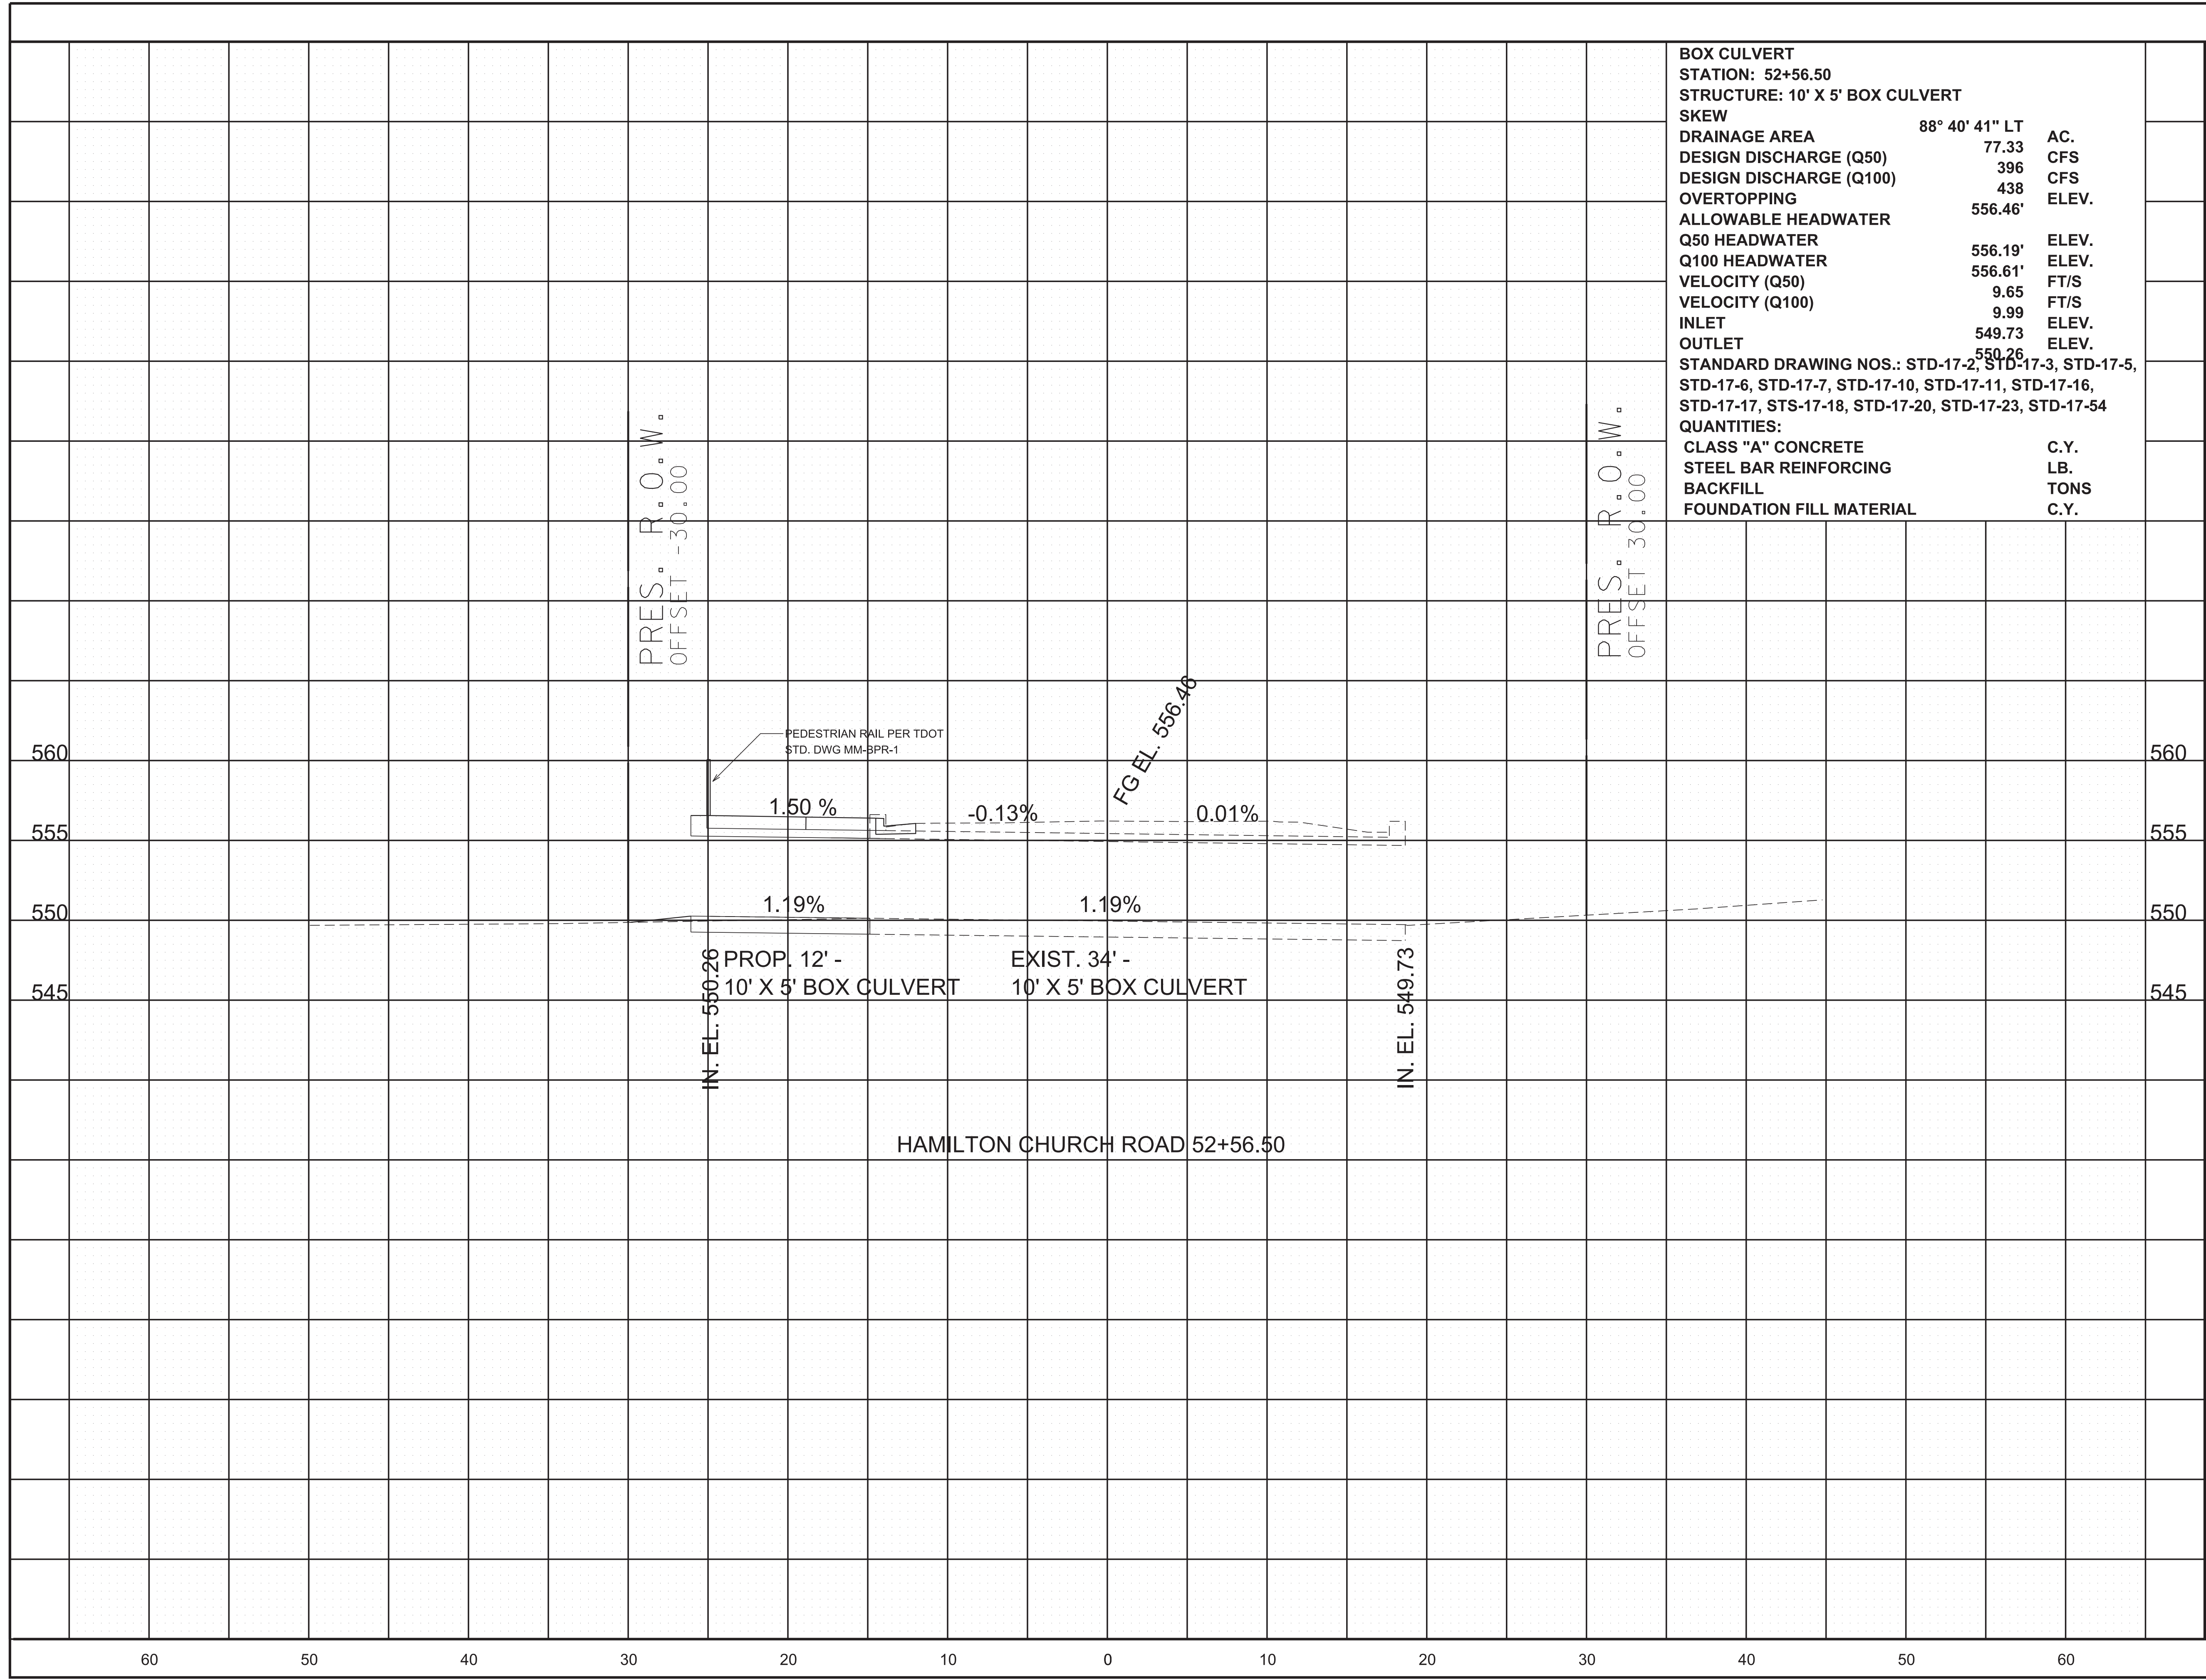 BOX CULVERT
STATION: 52+56.50
STRUCTURE: 10' X 5' BOX CULVERT
SKEW
88° 40' 41" LT
DRAINAGE AREA AC.
77.33
DESIGN DISCHARGE (Q50) CFS
396
DESIGN DISCHARGE (Q100) CFS
438
OVERTOPPING ELEV.
556.46'
ALLOWABLE HEADWATER
Q50 HEADWATER ELEV.
556.19'
Q100 HEADWATER ELEV.
556.61'
VELOCITY (Q50) FT/S
9.65
VELOCITY (Q100) FT/S
9.99
INLET ELEV.
549.73
OUTLET ELEV.
550.26
STANDARD DRAWING NOS.: STD-17-2, STD-17-3, STD-17-5,
STD-17-6, STD-17-7, STD-17-10, STD-17-11, STD-17-16,
STD-17-17, STS-17-18, STD-17-20, STD-17-23, STD-17-54
QUANTITIES:
CLASS "A" CONCRETE C.Y.
STEEL BAR REINFORCING LB.
BACKFILL TONS
FOUNDATION FILL MATERIAL C.Y.
PRES. R.O.W.
OFFSET -30.00
PRES. R.O.W.
OFFSET 30.00
FG EL. 556.46
PEDESTRIAN RAIL PER TDOT
STD. DWG MM-BPR-1
560 560
1.50 % -0.13% 0.01%
555 555
1.19% 1.19%
550 550
PROP. 12' -
10' X 5' BOX CULVERT
EXIST. 34' -
10' X 5' BOX CULVERT
IN. EL. 550.26
IN. EL. 549.73
545 545
HAMILTON CHURCH ROAD 52+56.50
60 50 40 30 20 10 0 10 20 30 40 50 60